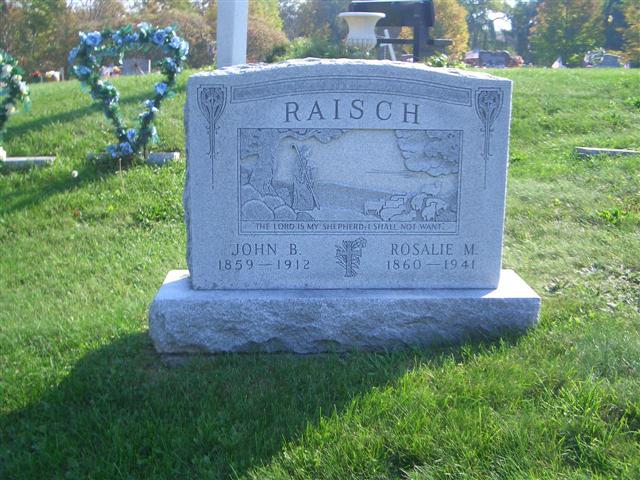 RAISCH
THE LORD IS MY SHEPHERD; I SHALL NOT WANT.
JOHN B. ROSALIE M.
1859 — 1912 1860 — 1941